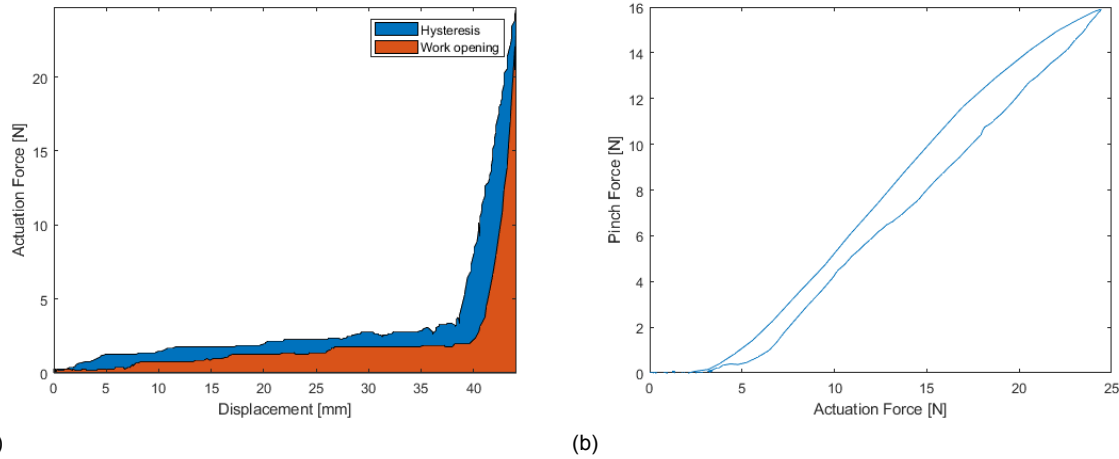 Hysteresis
Work opening
Actuation Force [N]
20
15
10
5
0
0 5 10 15 20 25 30 35 40
Displacement [mm]
)
Pinch Force [N]
16
14
12
10
8
6
4
2
0
0 5 10 15 20 25
Actuation Force [N]
(b)